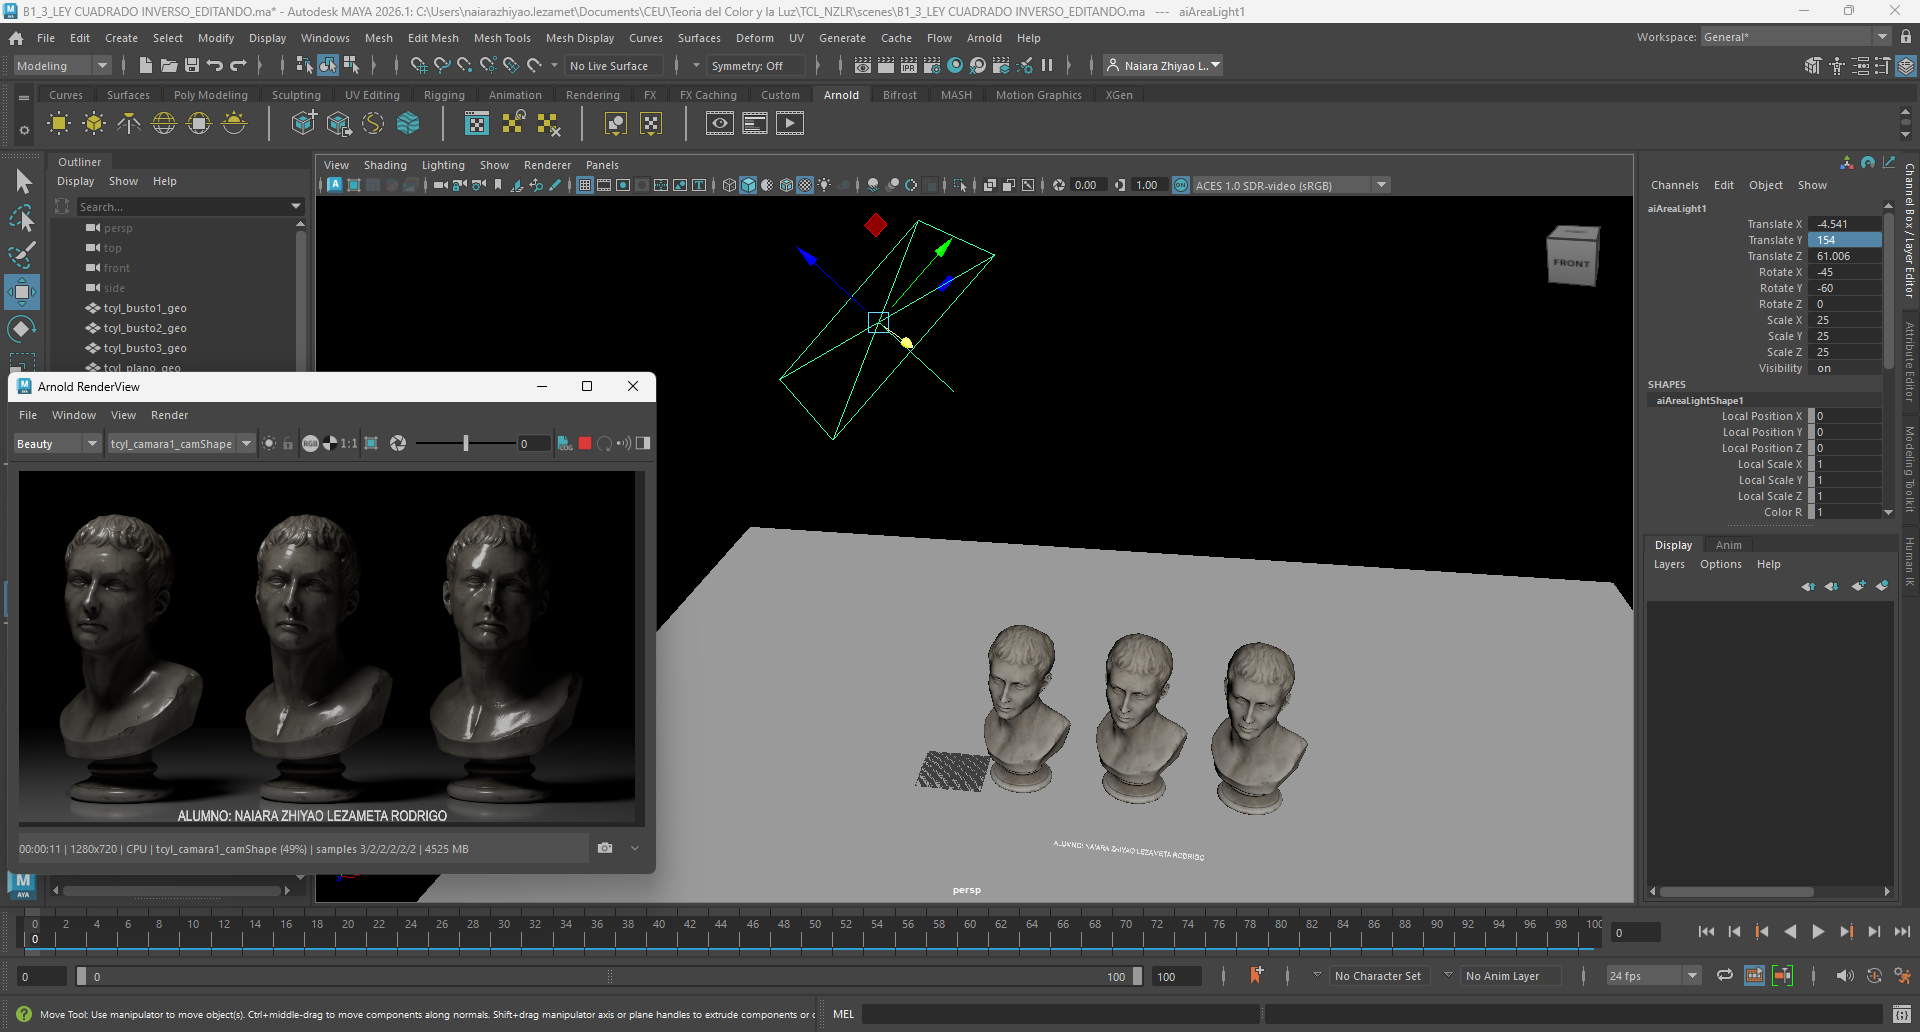 B1_3_LEY CUADRADO INVERSO_EDITANDO.ma* - Autodesk MAYA 2026.1: C:\Users\naiarazhiyao.lezamet\Documents\CEU\Teoria del Color y la Luz\TCL_NZLR\scenes\B1_3_LEY CUADRADO INVERSO_EDITANDO.ma --- aiAreaLight1
File Edit Create Select Modify Display Windows Mesh Edit Mesh Mesh Tools Mesh Display Curves Surfaces Deform UV Generate Cache Flow Arnold Help
Workspace: General*
Modeling No Live Surface Symmetry: Off Naiara Zhiyao L..
Curves Surfaces Poly Modeling Sculpting UV Editing Rigging Animation Rendering FX FX Caching Custom Arnold Bifrost MASH Motion Graphics XGen
Outliner
Display Show Help
Search...
persp
top
front
side
tcyl_busto1_geo
tcyl_busto2_geo
tcyl_busto3_geo
tcyl_plano_geo
View Shading Lighting Show Renderer Panels
0.00 1.00 ACES 1.0 SDR-video (sRGB)
FRONT
ALUMNO: NAIARA ZHIYAO LEZAMETA RODRIGO
persp
Arnold RenderView
File Window View Render
Beauty tcyl_camara1_camShape 1:1 0
ALUMNO: NAIARA ZHIYAO LEZAMETA RODRIGO
00:00:11 | 1280x720 | CPU | tcyl_camara1_camShape (49%) | samples 3/2/2/2/2/2 | 4525 MB
Channels Edit Object Show
aiAreaLight1
Translate X -4.541
Translate Y 154
Translate Z 61.006
Rotate X -45
Rotate Y -60
Rotate Z 0
Scale X 25
Scale Y 25
Scale Z 25
Visibility on
SHAPES
aiAreaLightShape1
Local Position X 0
Local Position Y 0
Local Position Z 0
Local Scale X 1
Local Scale Y 1
Local Scale Z 1
Color R 1
Display Anim
Layers Options Help
Channel Box / Layer Editor
Attribute Editor
Modeling Toolkit
Human IK
0 2 4 6 8 10 12 14 16 18 20 22 24 26 28 30 32 34 36 38 40 42 44 46 48 50 52 54 56 58 60 62 64 66 68 70 72 74 76 78 80 82 84 86 88 90 92 94 96 98 100
0
0
0 0 100 100 No Character Set No Anim Layer 24 fps
Move Tool: Use manipulator to move object(s). Ctrl+middle-drag to move components along normals. Shift+drag manipulator axis or plane handles to extrude components or
MEL